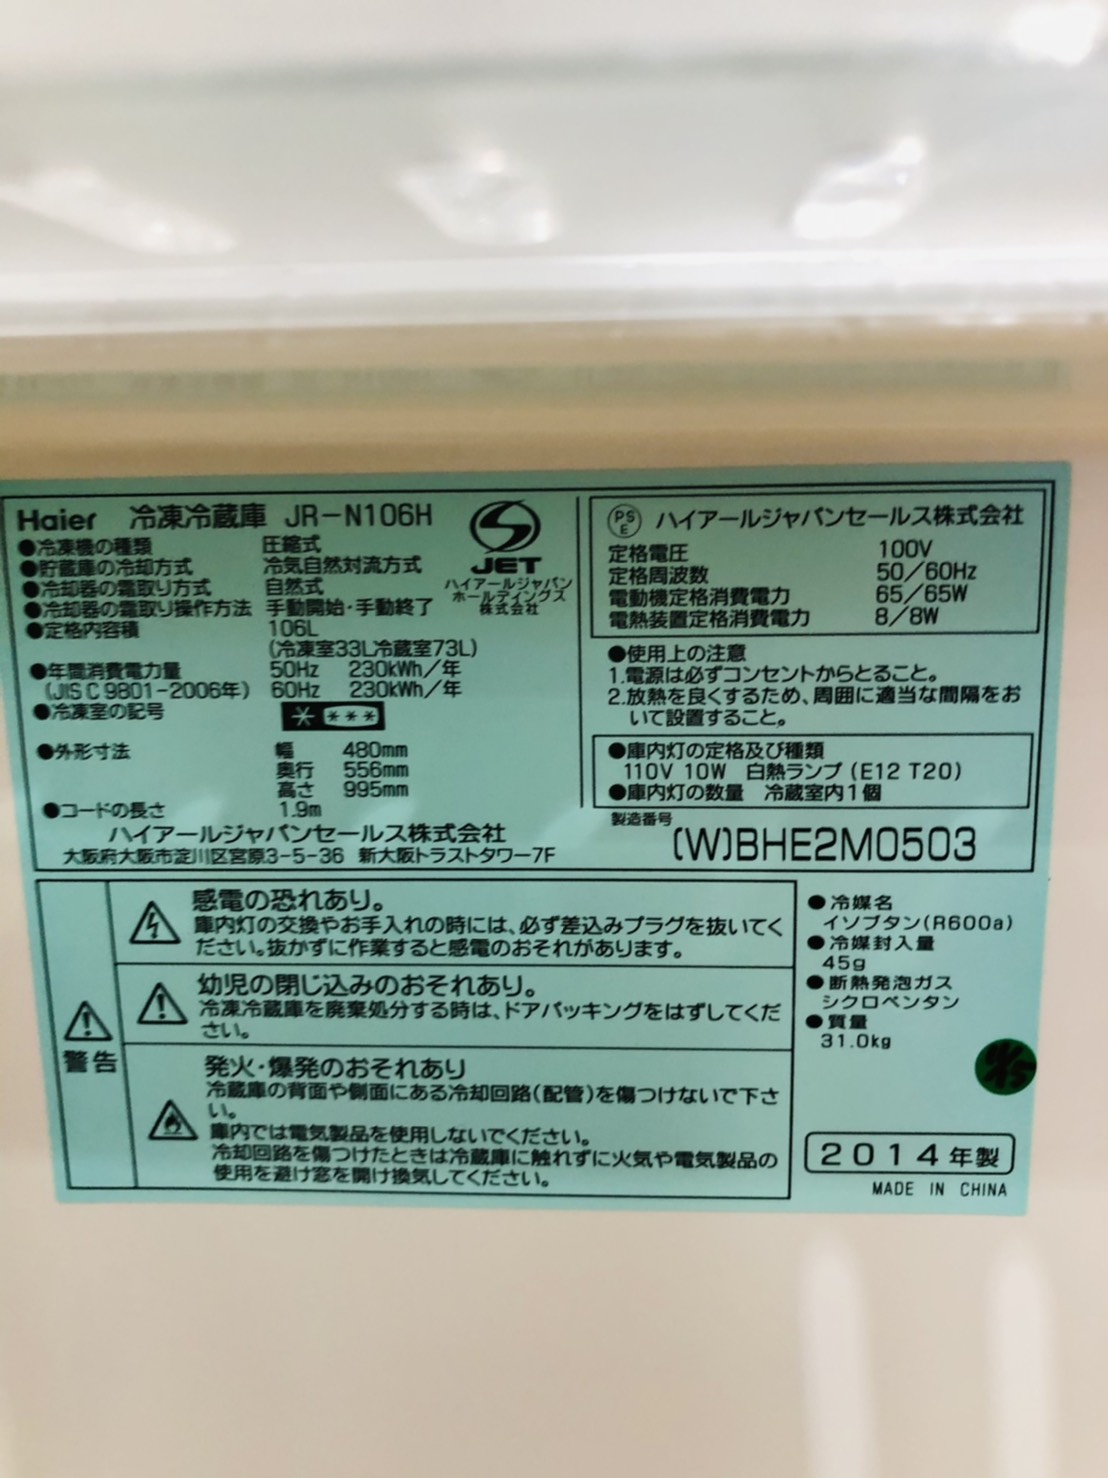 Haier 冷凍冷蔵庫 JR-N106H
●冷凍機の種類 圧縮式
●貯蔵庫の冷却方式 冷気自然対流方式
●冷却器の霜取り方式 自然式
●冷却器の霜取り操作方法 手動開始・手動終了
●定格内容積 106L
(冷凍室33L冷蔵室73L)
●年間消費電力量 50Hz 230kWh/年
(JIS C 9801-2006年) 60Hz 230kWh/年
●冷凍室の記号 * ***
●外形寸法 幅 480mm
奥行 556mm
高さ 995mm
●コードの長さ 1.9m
ハイアールジャパンセールス株式会社
大阪府大阪市淀川区宮原3-5-36 新大阪トラストタワー7F
S
JET
ハイアールジャパン
ホールディングス
株式会社
PSE ハイアールジャパンセールス株式会社
定格電圧 100V
定格周波数 50/60Hz
電動機定格消費電力 65/65W
電熱装置定格消費電力 8/8W
●使用上の注意
1.電源は必ずコンセントからとること。
2.放熱を良くするため、周囲に適当な間隔をお
いて設置すること。
●庫内灯の定格及び種類
110V 10W 白熱ランプ(E12 T20)
●庫内灯の数量 冷蔵室内1個
製造番号
(W)BHE2M0503
警告
感電の恐れあり。
庫内灯の交換やお手入れの時には、必ず差込みプラグを抜いてく
ださい。抜かずに作業すると感電のおそれがあります。
幼児の閉じ込みのおそれあり。
冷凍冷蔵庫を廃棄処分する時は、ドアパッキングをはずしてくだ
さい。
発火・爆発のおそれあり
冷蔵庫の背面や側面にある冷却回路(配管)を傷つけないで下さ
い。
庫内では電気製品を使用しないでください。
冷却回路を傷つけたときは冷蔵庫に触れずに火気や電気製品の
使用を避け窓を開け換気してください。
●冷媒名
イソブタン(R600a)
●冷媒封入量
45g
●断熱発泡ガス
シクロペンタン
●質量
31.0kg
2014年製
MADE IN CHINA